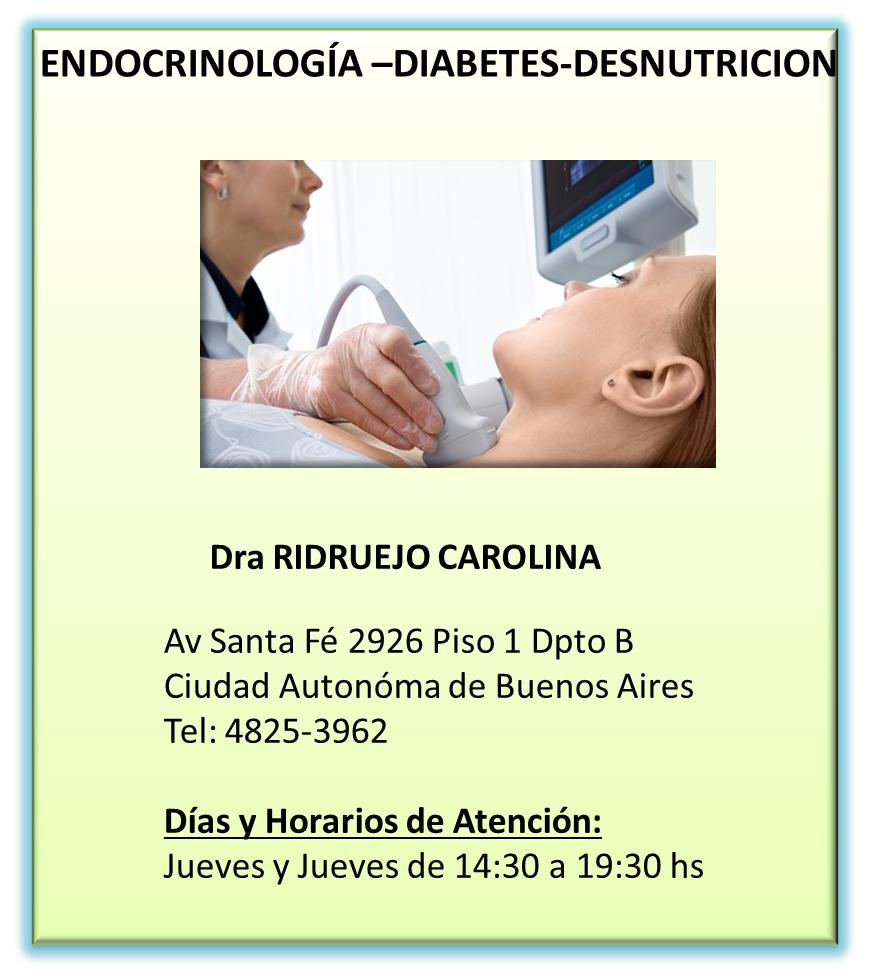 ENDOCRINOLOGÍA –DIABETES-DESNUTRICION
Dra RIDRUEJO CAROLINA
Av Santa Fé 2926 Piso 1 Dpto B
Ciudad Autonóma de Buenos Aires
Tel: 4825-3962
Días y Horarios de Atención:
Jueves y Jueves de 14:30 a 19:30 hs